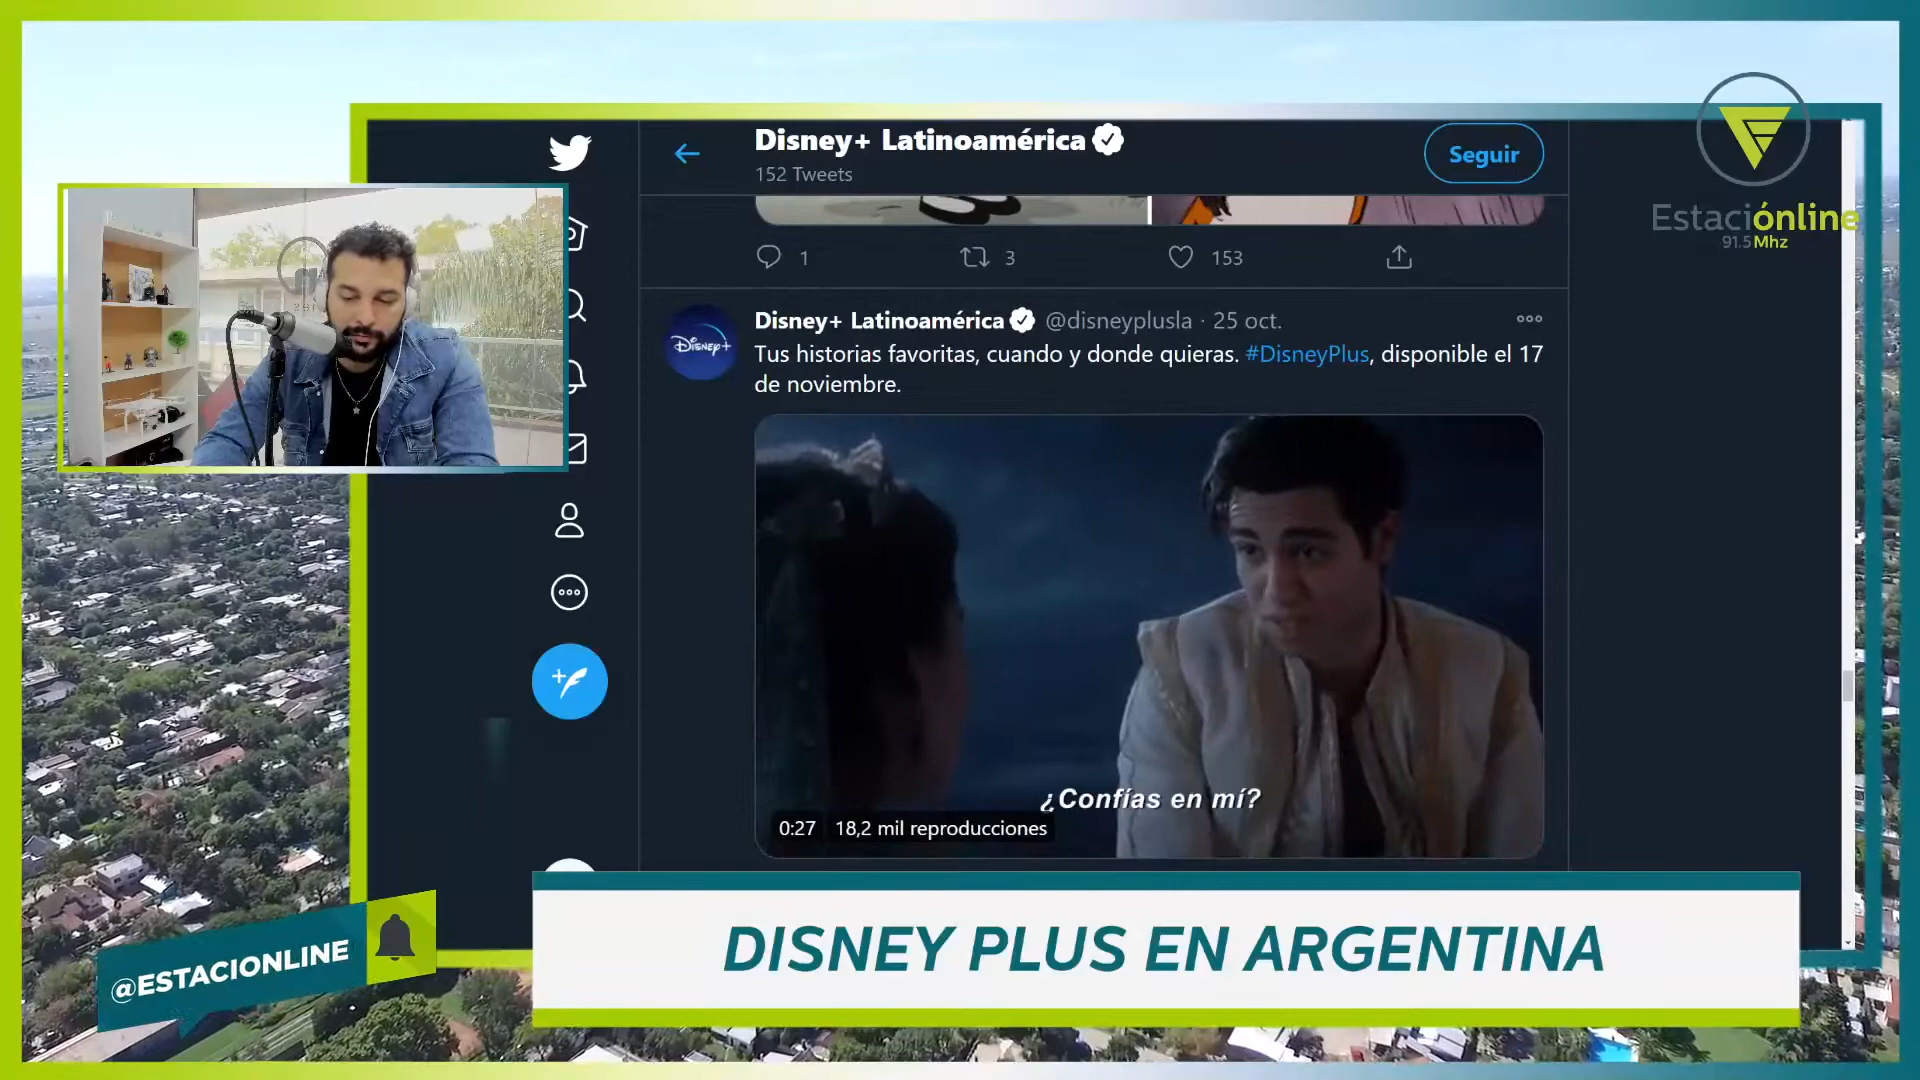 Disney+ Latinoamérica
152 Tweets
Seguir
Estaciónline
91.5 Mhz
1
3
153
Disney+ Latinoamérica @disneyplusla · 25 oct.
Disney+
Tus historias favoritas, cuando y donde quieras. #DisneyPlus, disponible el 17
de noviembre.
¿Confías en mí?
0:27 18,2 mil reproducciones
DISNEY PLUS EN ARGENTINA
@ESTACIONLINE